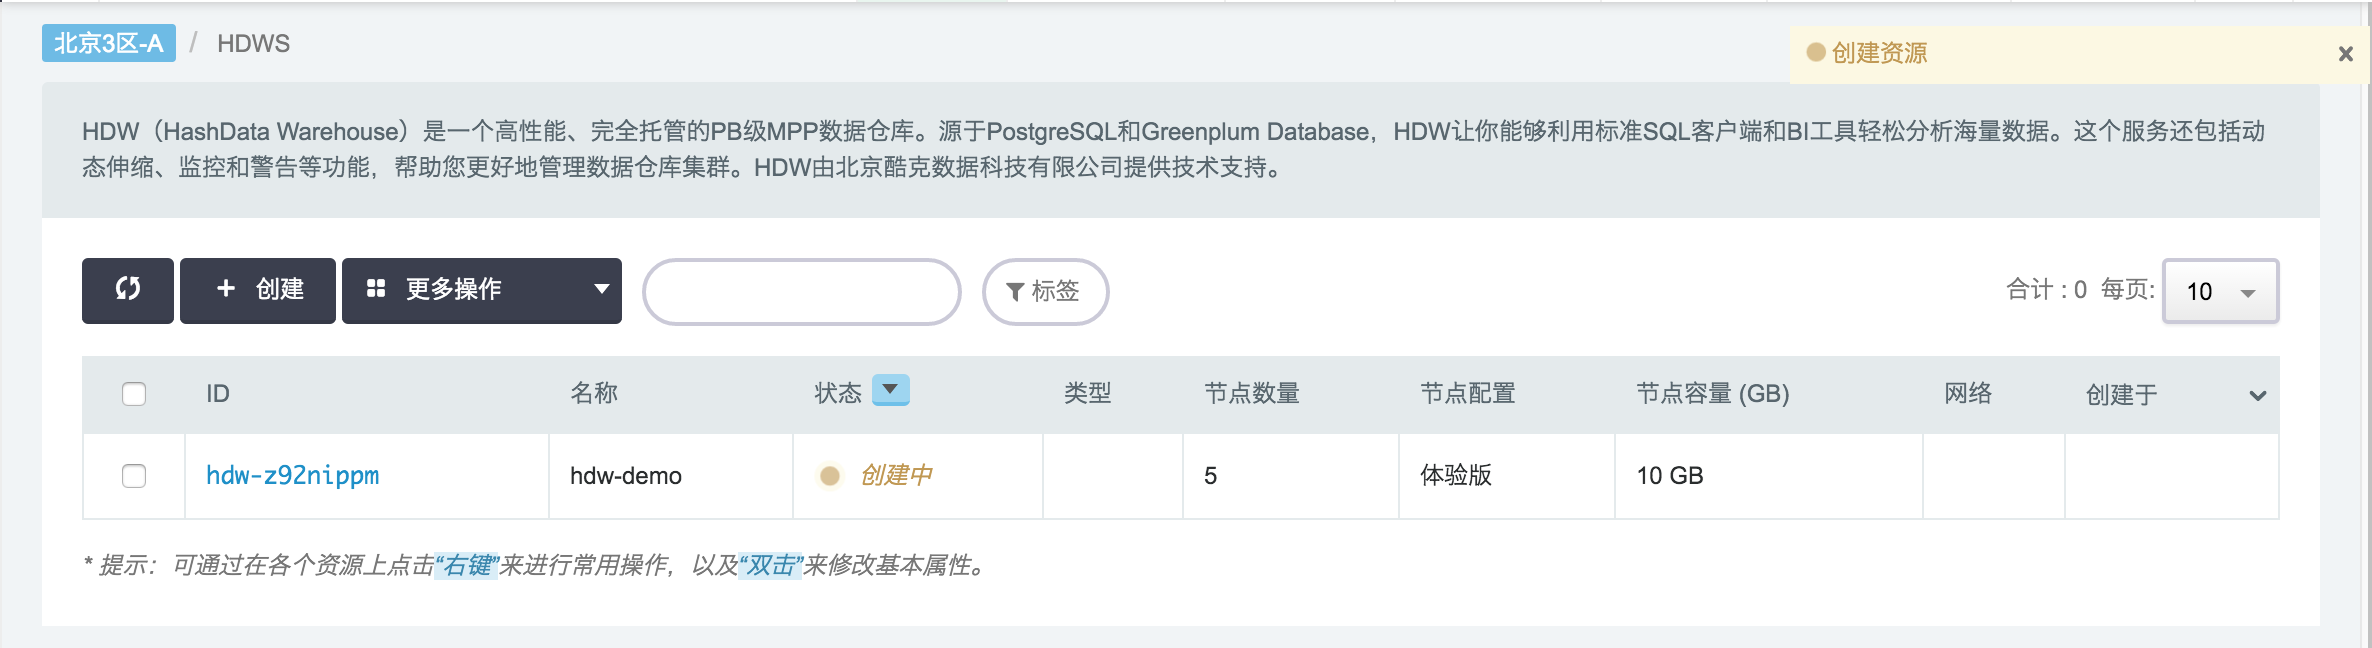 北京3区-A / HDWS
创建资源 ×
HDW（HashData Warehouse）是一个高性能、完全托管的PB级MPP数据仓库。源于PostgreSQL和Greenplum Database，HDW让你能够利用标准SQL客户端和BI工具轻松分析海量数据。这个服务还包括动
态伸缩、监控和警告等功能，帮助您更好地管理数据仓库集群。HDW由北京酷克数据科技有限公司提供技术支持。
+ 创建 更多操作 标签 合计 : 0 每页: 10
ID 名称 状态 类型 节点数量 节点配置 节点容量 (GB) 网络 创建于
hdw-z92nippm hdw-demo 创建中 5 体验版 10 GB
* 提示：可通过在各个资源上点击“右键”来进行常用操作，以及“双击”来修改基本属性。